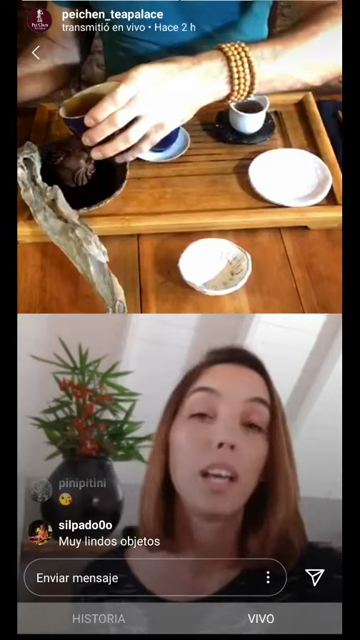 peichen_teapalace
transmitió en vivo • Hace 2 h
pinipitini
silpado0o
Muy lindos objetos
Enviar mensaje
HISTORIA
VIVO